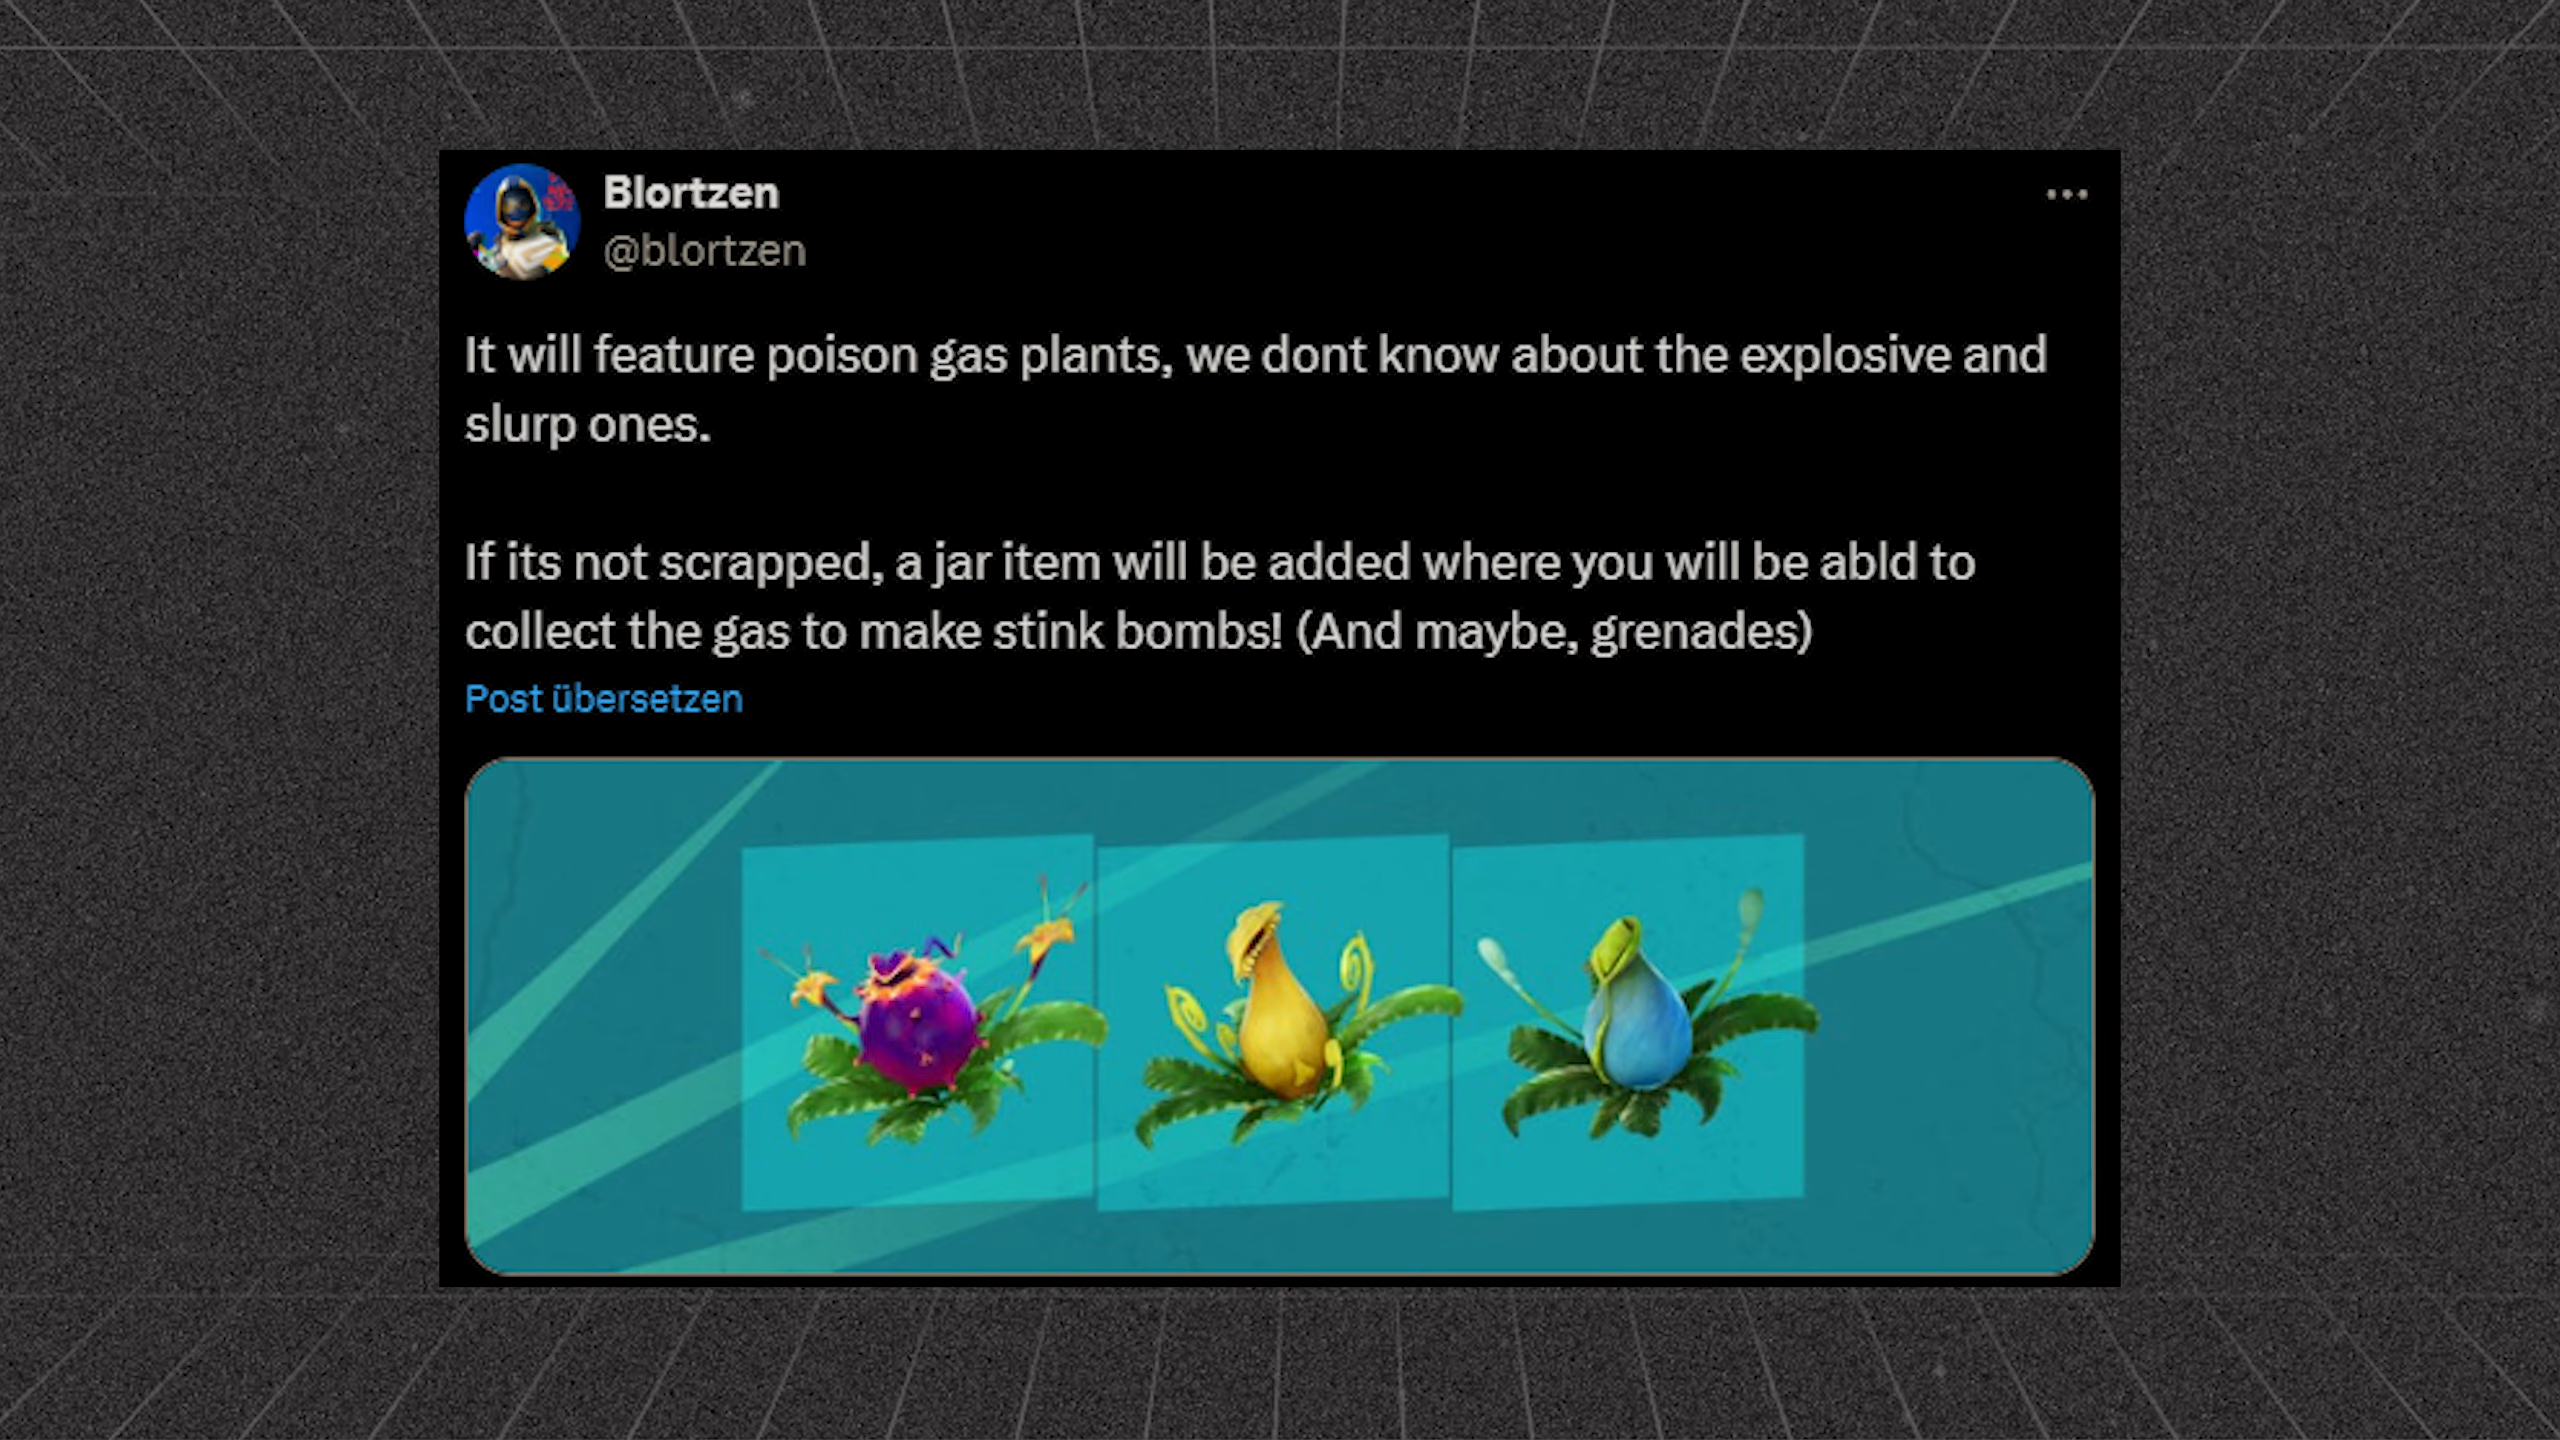 Blortzen
@blortzen
It will feature poison gas plants, we dont know about the explosive and
slurp ones.
If its not scrapped, a jar item will be added where you will be abld to
collect the gas to make stink bombs! (And maybe, grenades)
Post übersetzen